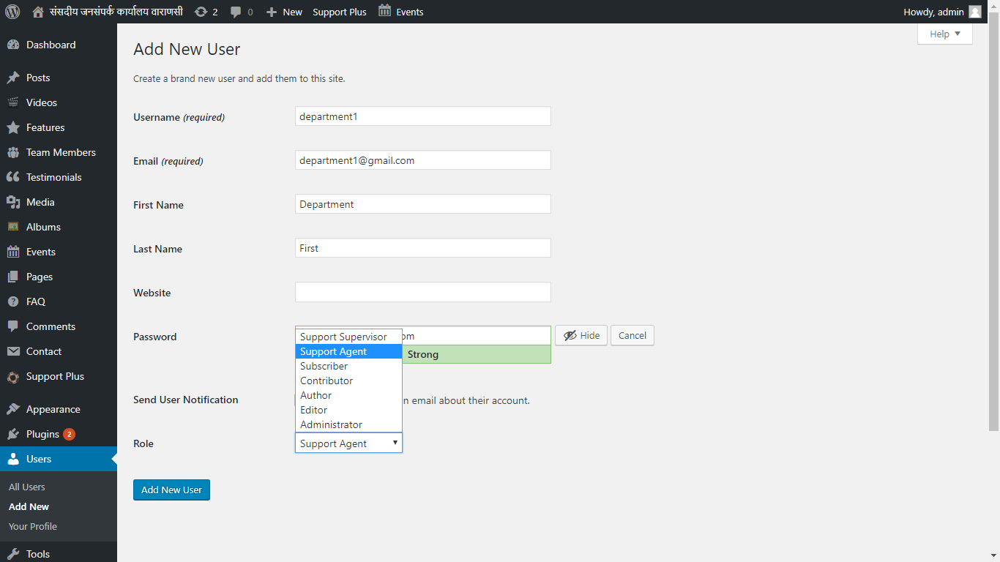 संसदीय जनसंपर्क कार्यालय वाराणसी 2 0 New Support Plus Events Howdy, admin
Help
Dashboard
Posts
Videos
Features
Team Members
Testimonials
Media
Albums
Events
Pages
FAQ
Comments
Contact
Support Plus
Appearance
Plugins 2
Users
All Users
Add New
Your Profile
Tools
Add New User
Create a brand new user and add them to this site.
Username (required) department1
Email (required) department1@gmail.com
First Name Department
Last Name First
Website
Password om Hide Cancel
Strong
Support Supervisor
Support Agent
Subscriber
Contributor
Author
Editor
Administrator
Send User Notification n email about their account.
Role Support Agent
Add New User